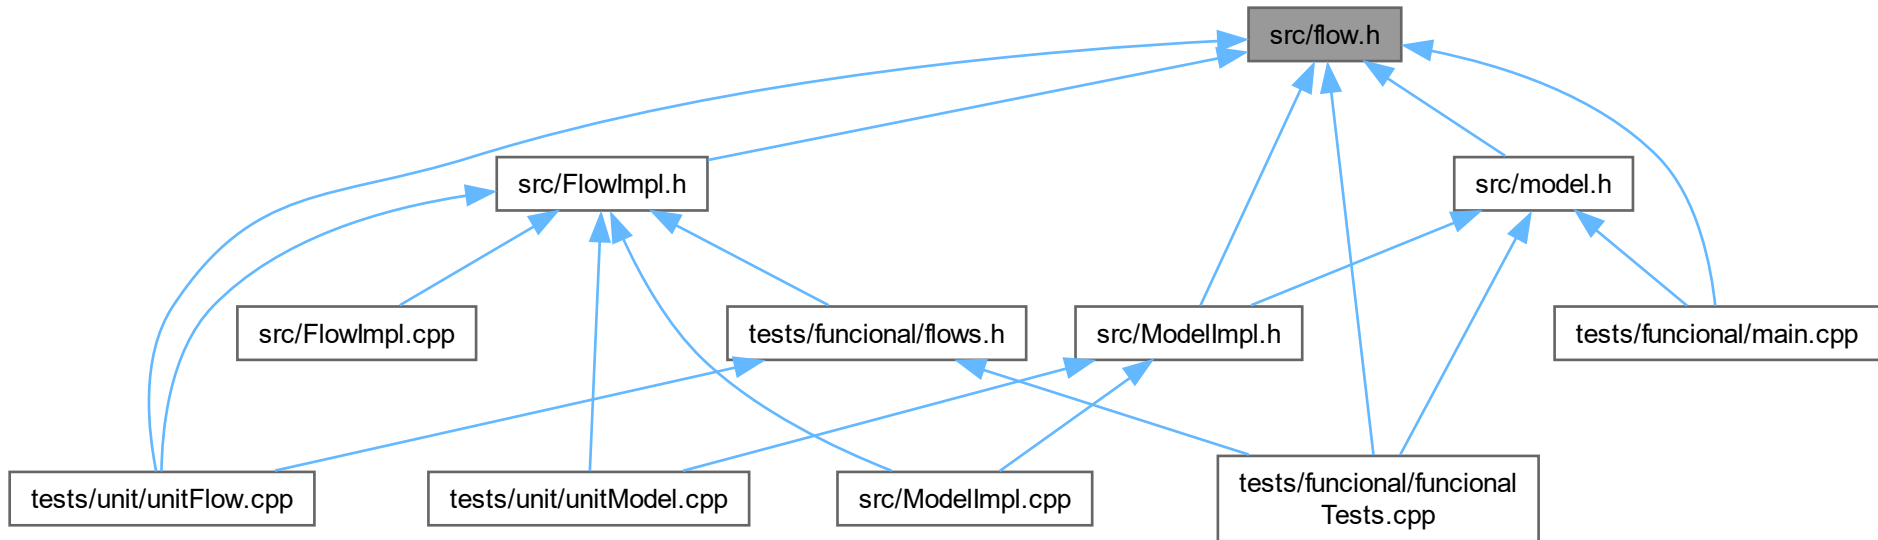 src/flow.h
src/FlowImpl.h
src/model.h
src/FlowImpl.cpp
tests/funcional/flows.h
src/ModelImpl.h
tests/funcional/main.cpp
tests/unit/unitFlow.cpp
tests/unit/unitModel.cpp
src/ModelImpl.cpp
tests/funcional/funcional
Tests.cpp